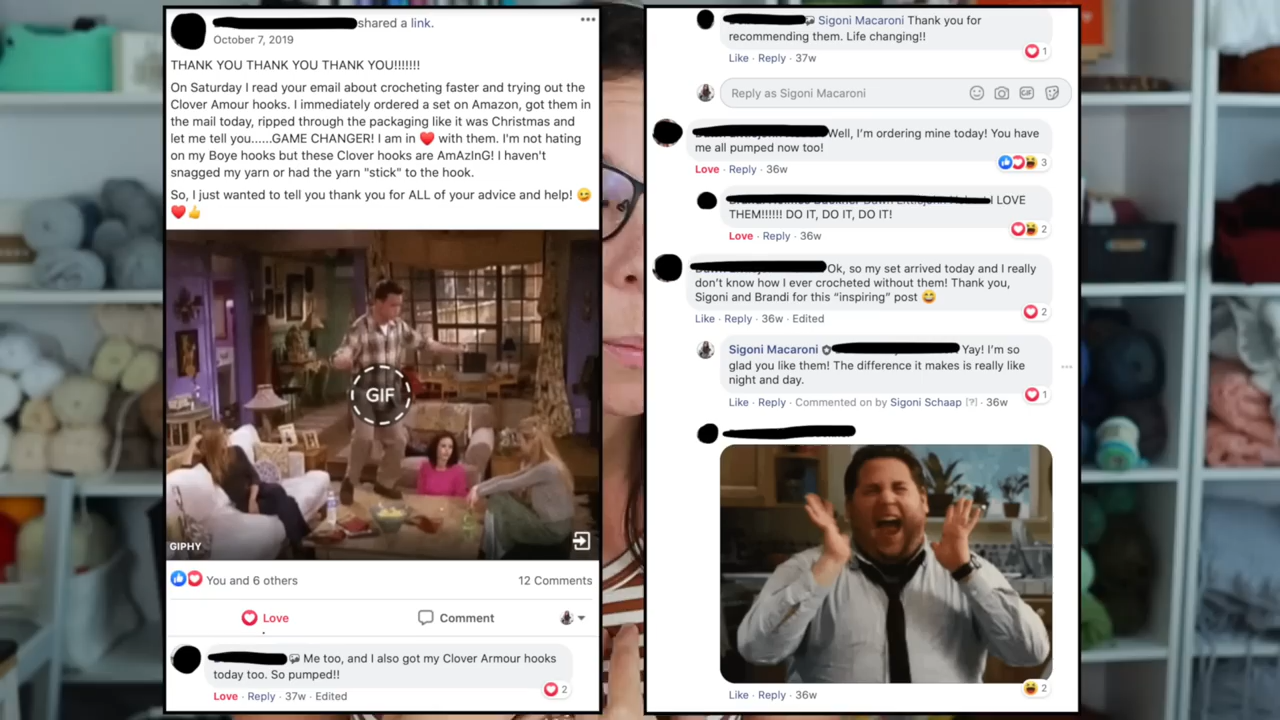 shared a link.
October 7, 2019
THANK YOU THANK YOU THANK YOU!!!!!!!
On Saturday I read your email about crocheting faster and trying out the
Clover Amour hooks. I immediately ordered a set on Amazon, got them in
the mail today, ripped through the packaging like it was Christmas and
let me tell you......GAME CHANGER! I am in ❤️ with them. I'm not hating
on my Boye hooks but these Clover hooks are AmAzInG! I haven't
snagged my yarn or had the yarn "stick" to the hook.
So, I just wanted to tell you thank you for ALL of your advice and help! 😜
❤️👍
GIF
GIPHY
You and 6 others
12 Comments
Love
Comment
Me too, and I also got my Clover Armour hooks
today too. So pumped!!
2
Love · Reply · 37w · Edited
Sigoni Macaroni Thank you for
recommending them. Life changing!!
1
Like · Reply · 37w
Reply as Sigoni Macaroni
GIF
Well, I'm ordering mine today! You have
me all pumped now too!
3
Love · Reply · 36w
I LOVE
THEM!!!!!! DO IT, DO IT, DO IT!
2
Love · Reply · 36w
Ok, so my set arrived today and I really
don't know how I ever crocheted without them! Thank you,
Sigoni and Brandi for this "inspiring" post 😄
2
Like · Reply · 36w · Edited
Sigoni Macaroni Yay! I'm so
glad you like them! The difference it makes is really like
night and day.
1
Like · Reply · Commented on by Sigoni Schaap [?] · 36w
2
Like · Reply · 36w